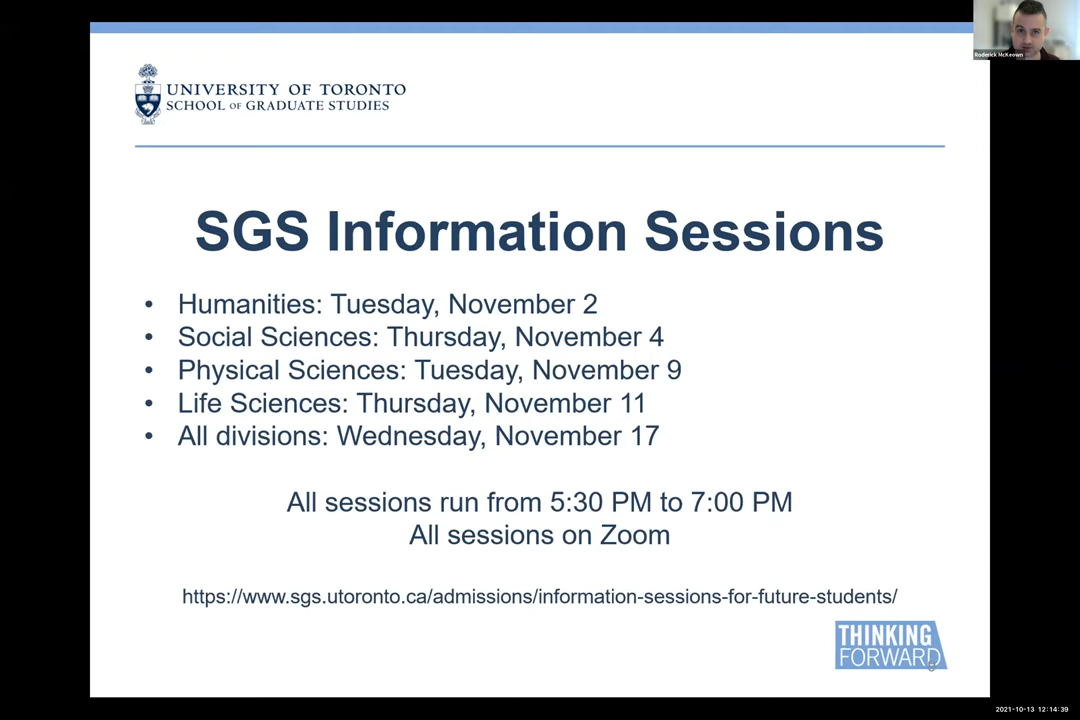 Roderick McKeown
UNIVERSITY OF TORONTO
SCHOOL OF GRADUATE STUDIES
SGS Information Sessions
• Humanities: Tuesday, November 2
• Social Sciences: Thursday, November 4
• Physical Sciences: Tuesday, November 9
• Life Sciences: Thursday, November 11
• All divisions: Wednesday, November 17
All sessions run from 5:30 PM to 7:00 PM
All sessions on Zoom
https://www.sgs.utoronto.ca/admissions/information-sessions-for-future-students/
THINKING
FORWARD
9
2021-10-13 12:14:39